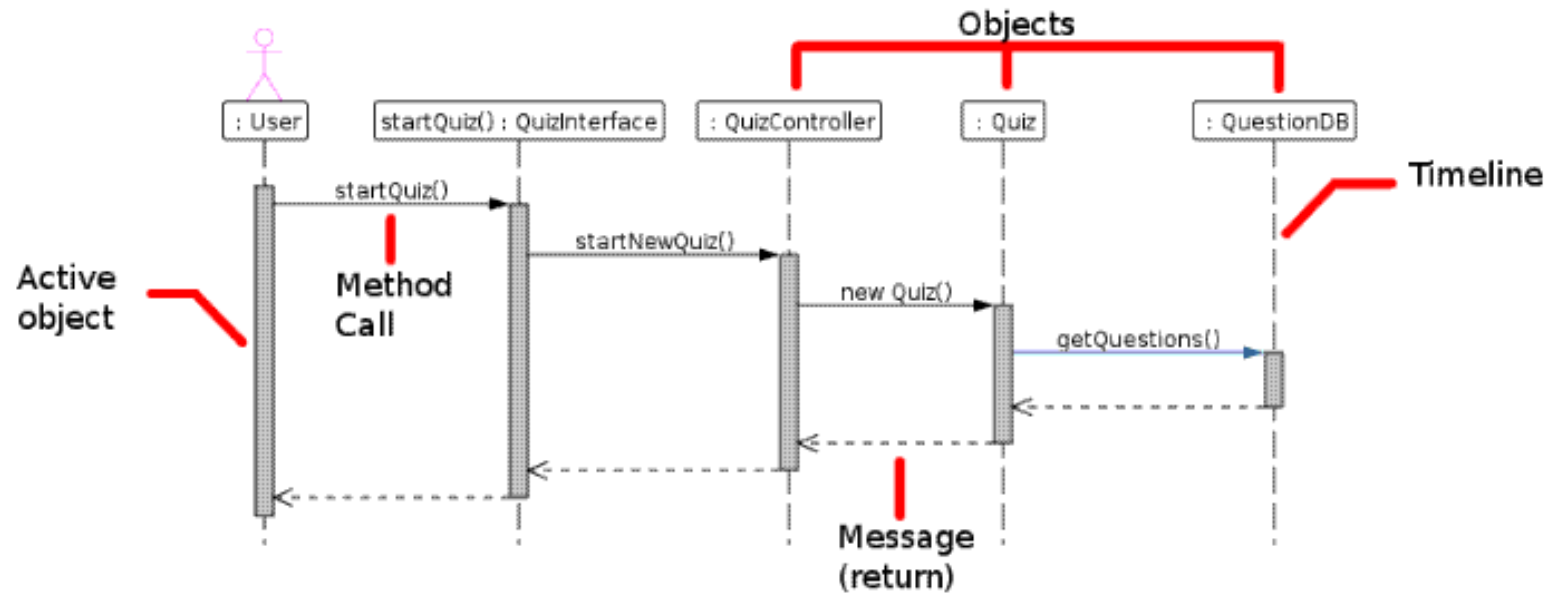 Objects
: User
startQuiz() : QuizInterface
: QuizController
: Quiz
: QuestionDB
Timeline
startQuiz()
startNewQuiz()
Active
object
Method
Call
new Quiz()
getQuestions()
Message
(return)